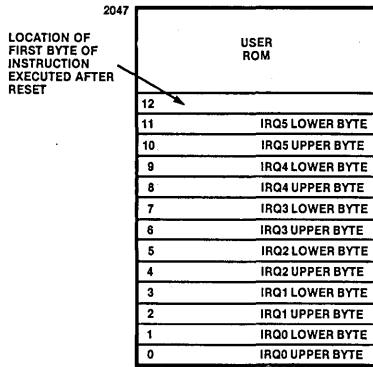 2047
LOCATION OF
FIRST BYTE OF
INSTRUCTION
EXECUTED AFTER
RESET
USER
ROM
12
11 IRQ5 LOWER BYTE
10 IRQ5 UPPER BYTE
9 IRQ4 LOWER BYTE
8 IRQ4 UPPER BYTE
7 IRQ3 LOWER BYTE
6 IRQ3 UPPER BYTE
5 IRQ2 LOWER BYTE
4 IRQ2 UPPER BYTE
3 IRQ1 LOWER BYTE
2 IRQ1 UPPER BYTE
1 IRQ0 LOWER BYTE
0 IRQ0 UPPER BYTE